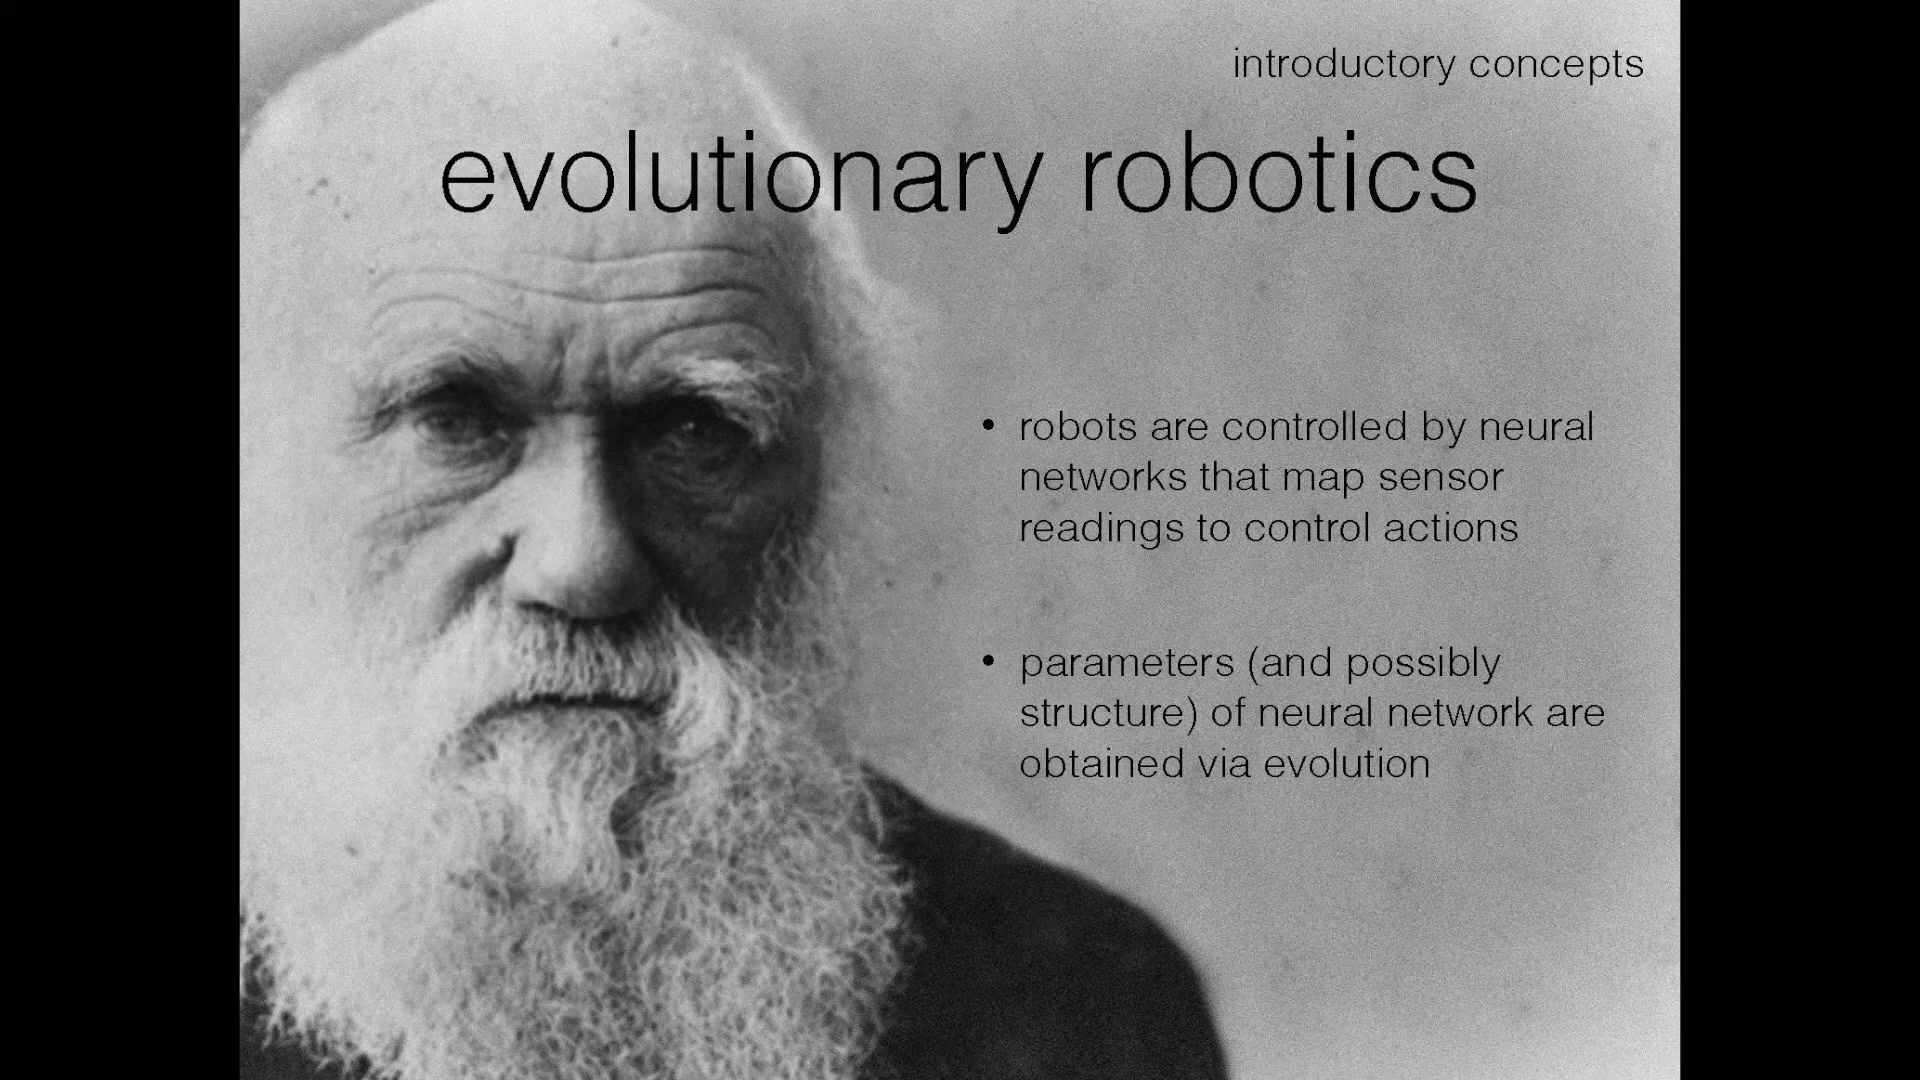 introductory concepts
evolutionary robotics
• robots are controlled by neural
networks that map sensor
readings to control actions
• parameters (and possibly
structure) of neural network are
obtained via evolution